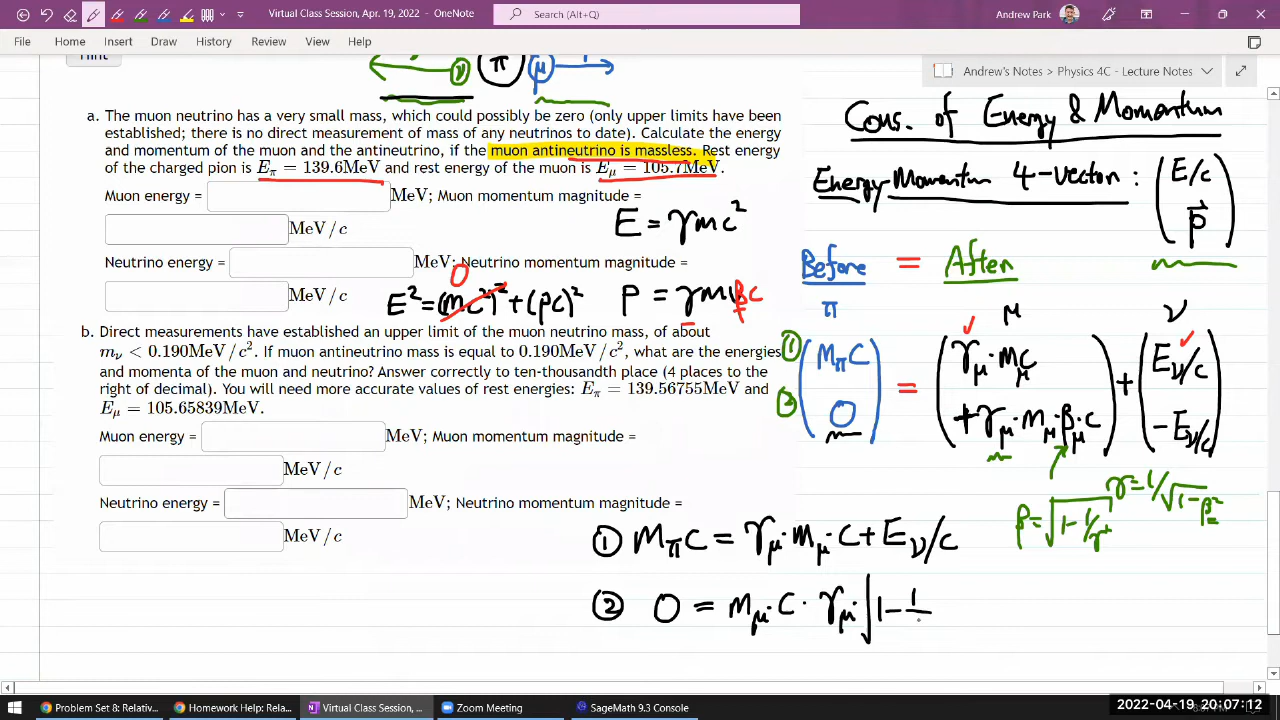 Virtual Class Session, Apr. 19, 2022 - OneNote
Search (Alt+Q)
Andrew Park
File Home Insert Draw History Review View Help
Hint
ν π μ
Andrew's Notes › Physics 4C - Lecture Notes
a. The muon neutrino has a very small mass, which could possibly be zero (only upper limits have been
established; there is no direct measurement of mass of any neutrinos to date). Calculate the energy
and momentum of the muon and the antineutrino, if the muon antineutrino is massless. Rest energy
of the charged pion is Eπ = 139.6MeV and rest energy of the muon is Eμ = 105.7MeV.
Muon energy = MeV; Muon momentum magnitude =
MeV/c
E = γmc²
Neutrino energy = MeV; Neutrino momentum magnitude =
MeV/c
0
E² = (mc²)² + (pc)²
P = γm βc
b. Direct measurements have established an upper limit of the muon neutrino mass, of about
mν < 0.190MeV/c². If muon antineutrino mass is equal to 0.190MeV/c², what are the energies
and momenta of the muon and neutrino? Answer correctly to ten-thousandth place (4 places to the
right of decimal). You will need more accurate values of rest energies: Eπ = 139.56755MeV and
Eμ = 105.65839MeV.
Muon energy = MeV; Muon momentum magnitude =
MeV/c
Neutrino energy = MeV; Neutrino momentum magnitude =
MeV/c
Cons. of Energy & Momentum
Energy-Momentum 4-vector : (E/c
p⃗)
Before = After
π μ ν
① (MπC = (γμ·mμC + (Eν/c
② 0) +γμ·mμ·βμ·c) -Eν/c)
β=√1-1/γ² γ=1/√1-β²
① MπC = γμ·mμ·C + Eν/c
② 0 = mμ·C·γμ·√1-1/
Problem Set & Relativ...
Homework Help: Rela...
Virtual Class Session, ...
Zoom Meeting
SageMath 9.3 Console
2022-04-19 20:07:12